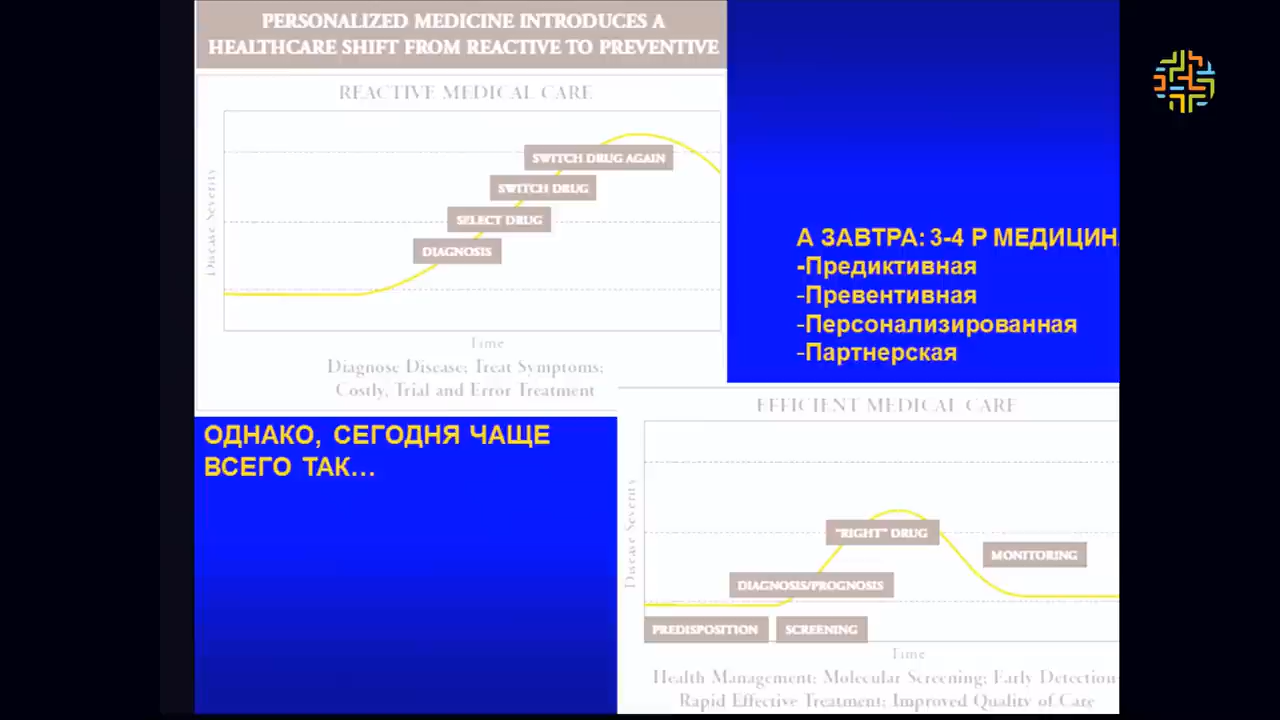 PERSONALIZED MEDICINE INTRODUCES A
HEALTHCARE SHIFT FROM REACTIVE TO PREVENTIVE
REACTIVE MEDICAL CARE
Disease Severity
SWITCH DRUG AGAIN
SWITCH DRUG
SELECT DRUG
DIAGNOSIS
Time
Diagnose Disease; Treat Symptoms;
Costly, Trial and Error Treatment
А ЗАВТРА: 3-4 Р МЕДИЦИН
-Предиктивная
-Превентивная
-Персонализированная
-Партнерская
ОДНАКО, СЕГОДНЯ ЧАЩЕ
ВСЕГО ТАК...
EFFICIENT MEDICAL CARE
Disease Severity
"RIGHT" DRUG
MONITORING
DIAGNOSIS/PROGNOSIS
PREDISPOSITION
SCREENING
Time
Health Management; Molecular Screening; Early Detection
Rapid Effective Treatment; Improved Quality of Care